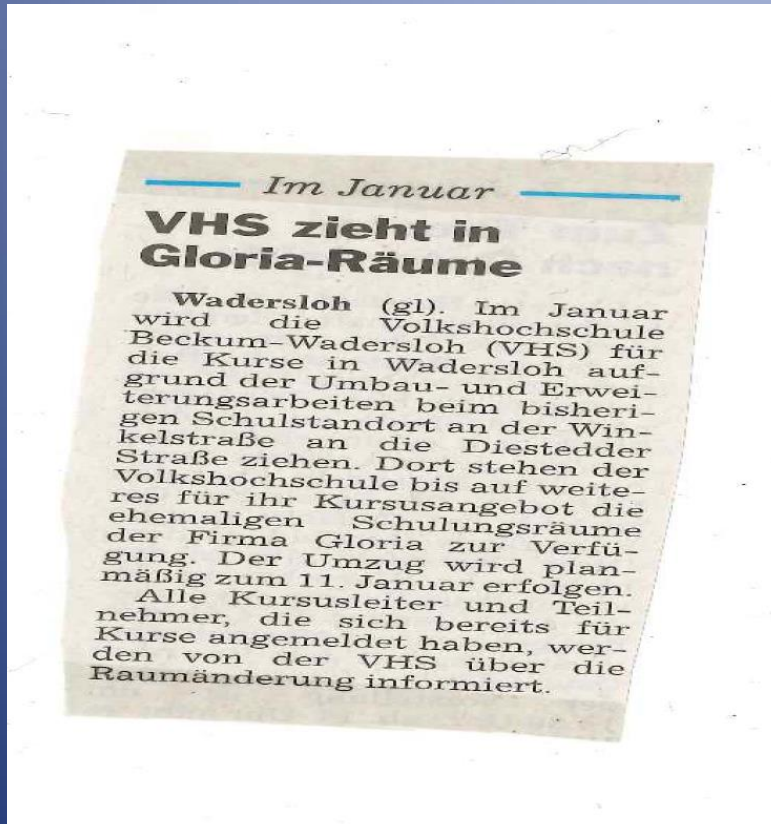 Im Januar
VHS zieht in
Gloria-Räume
Wadersloh (gl). Im Januar
wird die Volkshochschule
Beckum-Wadersloh (VHS) für
die Kurse in Wadersloh auf-
grund der Umbau- und Erwei-
terungsarbeiten beim bisheri-
gen Schulstandort an der Win-
kelstraße an die Diestedder
Straße ziehen. Dort stehen der
Volkshochschule bis auf weite-
res für ihr Kursusangebot die
ehemaligen Schulungsräume
der Firma Gloria zur Verfü-
gung. Der Umzug wird plan-
mäßig zum 11. Januar erfolgen.
Alle Kursusleiter und Teil-
nehmer, die sich bereits für
Kurse angemeldet haben, wer-
den von der VHS über die
Raumänderung informiert.